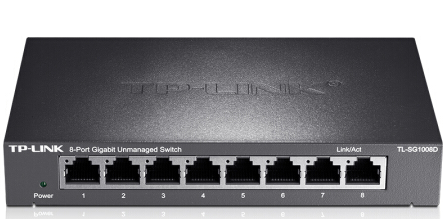 TP-LINK®
TP-LINK 8-Port Gigabit Unmanaged Switch Link/Act TL-SG1008D
Power 1 2 3 4 5 6 7 8